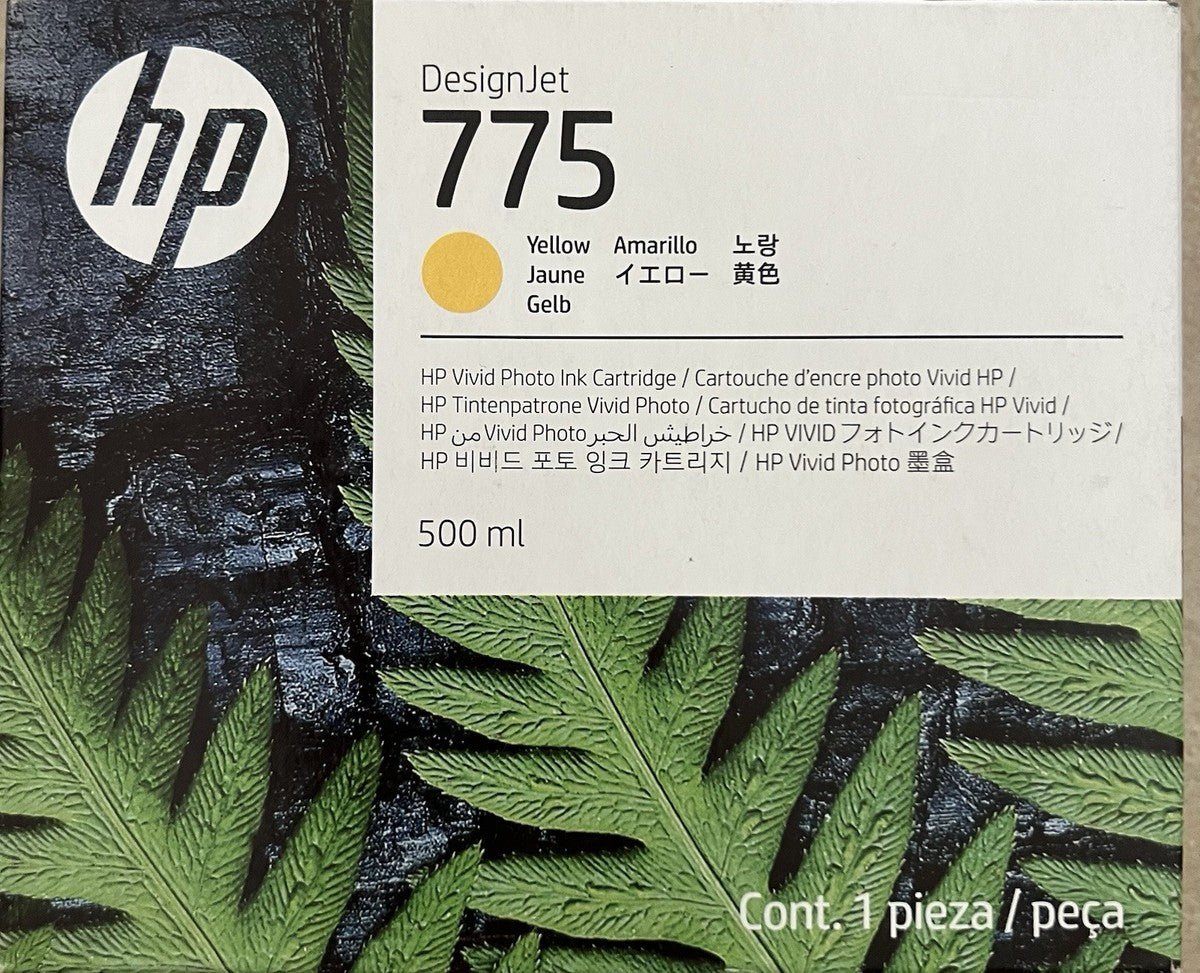 hp
DesignJet
775
Yellow Amarillo 노랑
Jaune イエロー 黄色
Gelb
HP Vivid Photo Ink Cartridge / Cartouche d'encre photo Vivid HP /
HP Tintenpatrone Vivid Photo / Cartucho de tinta fotográfica HP Vivid /
HP من Vivid Photo خراطيش الحبر / HP VIVID フォトインクカートリッジ /
HP 비비드 포토 잉크 카트리지 / HP Vivid Photo 墨盒
500 ml
Cont. 1 pieza / peça